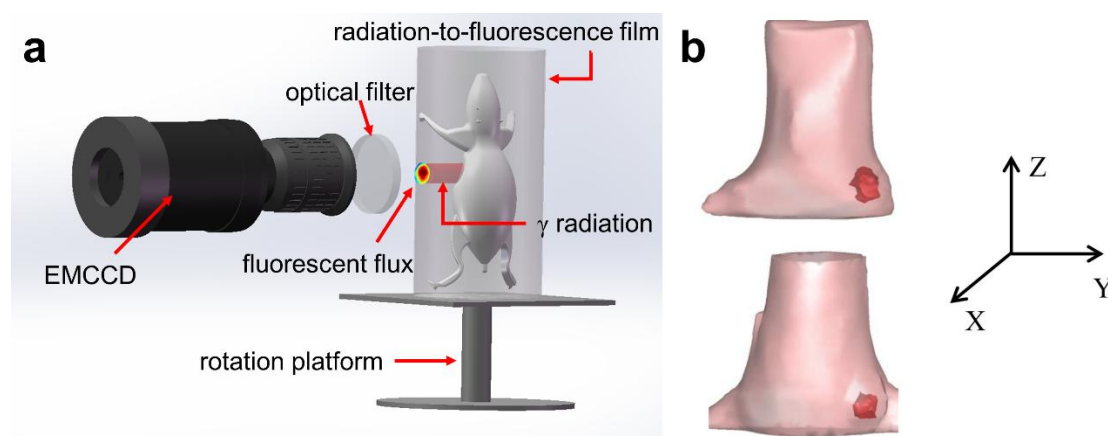 a
radiation-to-fluorescence film
optical filter
γ radiation
fluorescent flux
EMCCD
rotation platform
b
Z
Y
X